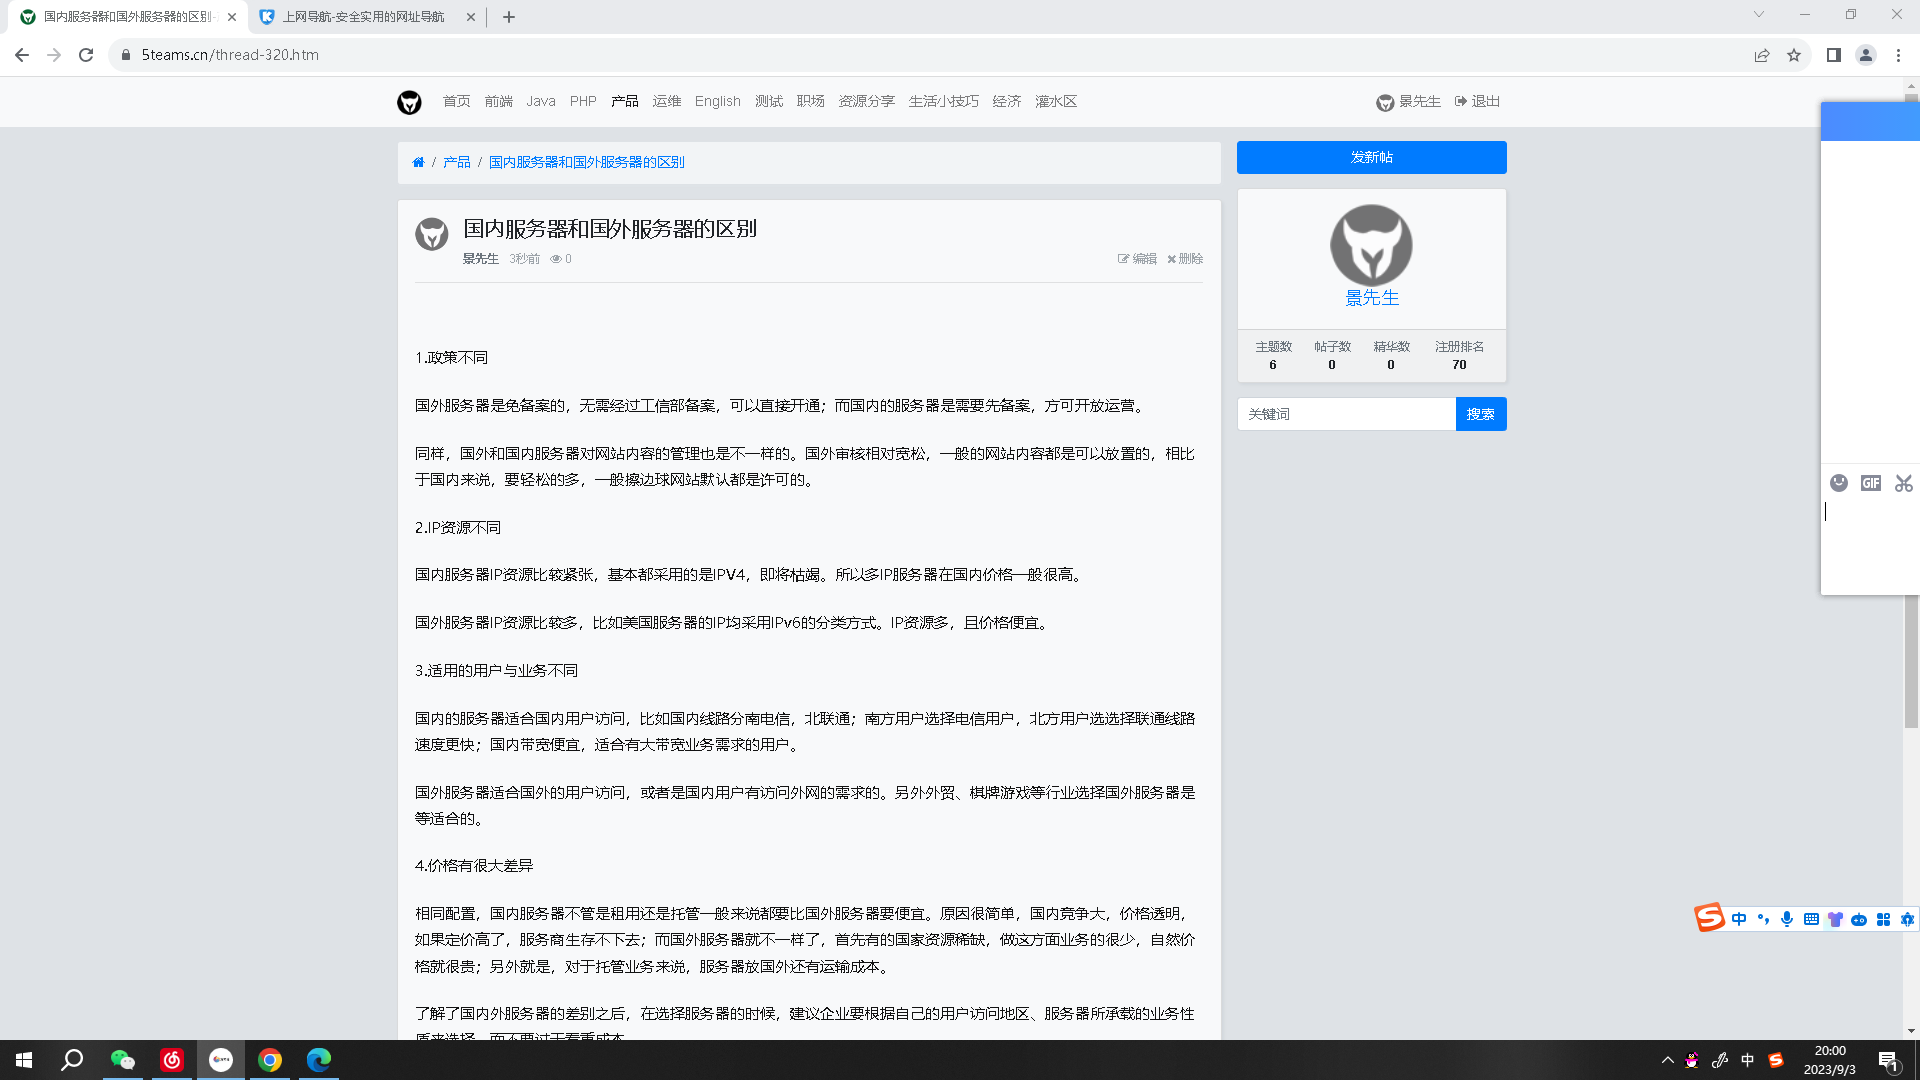 国内服务器和国外服务器的区别-
上网导航-安全实用的网址导航
5teams.cn/thread-320.htm
首页 前端 Java PHP 产品 运维 English 测试 职场 资源分享 生活小技巧 经济 灌水区
景先生 退出
/ 产品 / 国内服务器和国外服务器的区别
发新帖
国内服务器和国外服务器的区别
景先生 3秒前 0
编辑 删除
景先生
主题数 帖子数 精华数 注册排名
6 0 0 70
关键词 搜索
1.政策不同
国外服务器是免备案的，无需经过工信部备案，可以直接开通；而国内的服务器是需要先备案，方可开放运营。
同样，国外和国内服务器对网站内容的管理也是不一样的。国外审核相对宽松，一般的网站内容都是可以放置的，相比
于国内来说，要轻松的多，一般擦边球网站默认都是许可的。
2.IP资源不同
国内服务器IP资源比较紧张，基本都采用的是IPV4，即将枯竭。所以多IP服务器在国内价格一般很高。
国外服务器IP资源比较多，比如美国服务器的IP均采用IPv6的分类方式。IP资源多，且价格便宜。
3.适用的用户与业务不同
国内的服务器适合国内用户访问，比如国内线路分南电信，北联通；南方用户选择电信用户，北方用户选选择联通线路
速度更快；国内带宽便宜，适合有大带宽业务需求的用户。
国外服务器适合国外的用户访问，或者是国内用户有访问外网的需求的。另外外贸、棋牌游戏等行业选择国外服务器是
等适合的。
4.价格有很大差异
相同配置，国内服务器不管是租用还是托管一般来说都要比国外服务器要便宜。原因很简单，国内竞争大，价格透明，
如果定价高了，服务商生存不下去；而国外服务器就不一样了，首先有的国家资源稀缺，做这方面业务的很少，自然价
格就很贵；另外就是，对于托管业务来说，服务器放国外还有运输成本。
了解了国内外服务器的差别之后，在选择服务器的时候，建议企业要根据自己的用户访问地区、服务器所承载的业务性
质来选择，而不要过于看重成本
GIF
中
中
20:00
2023/9/3
1